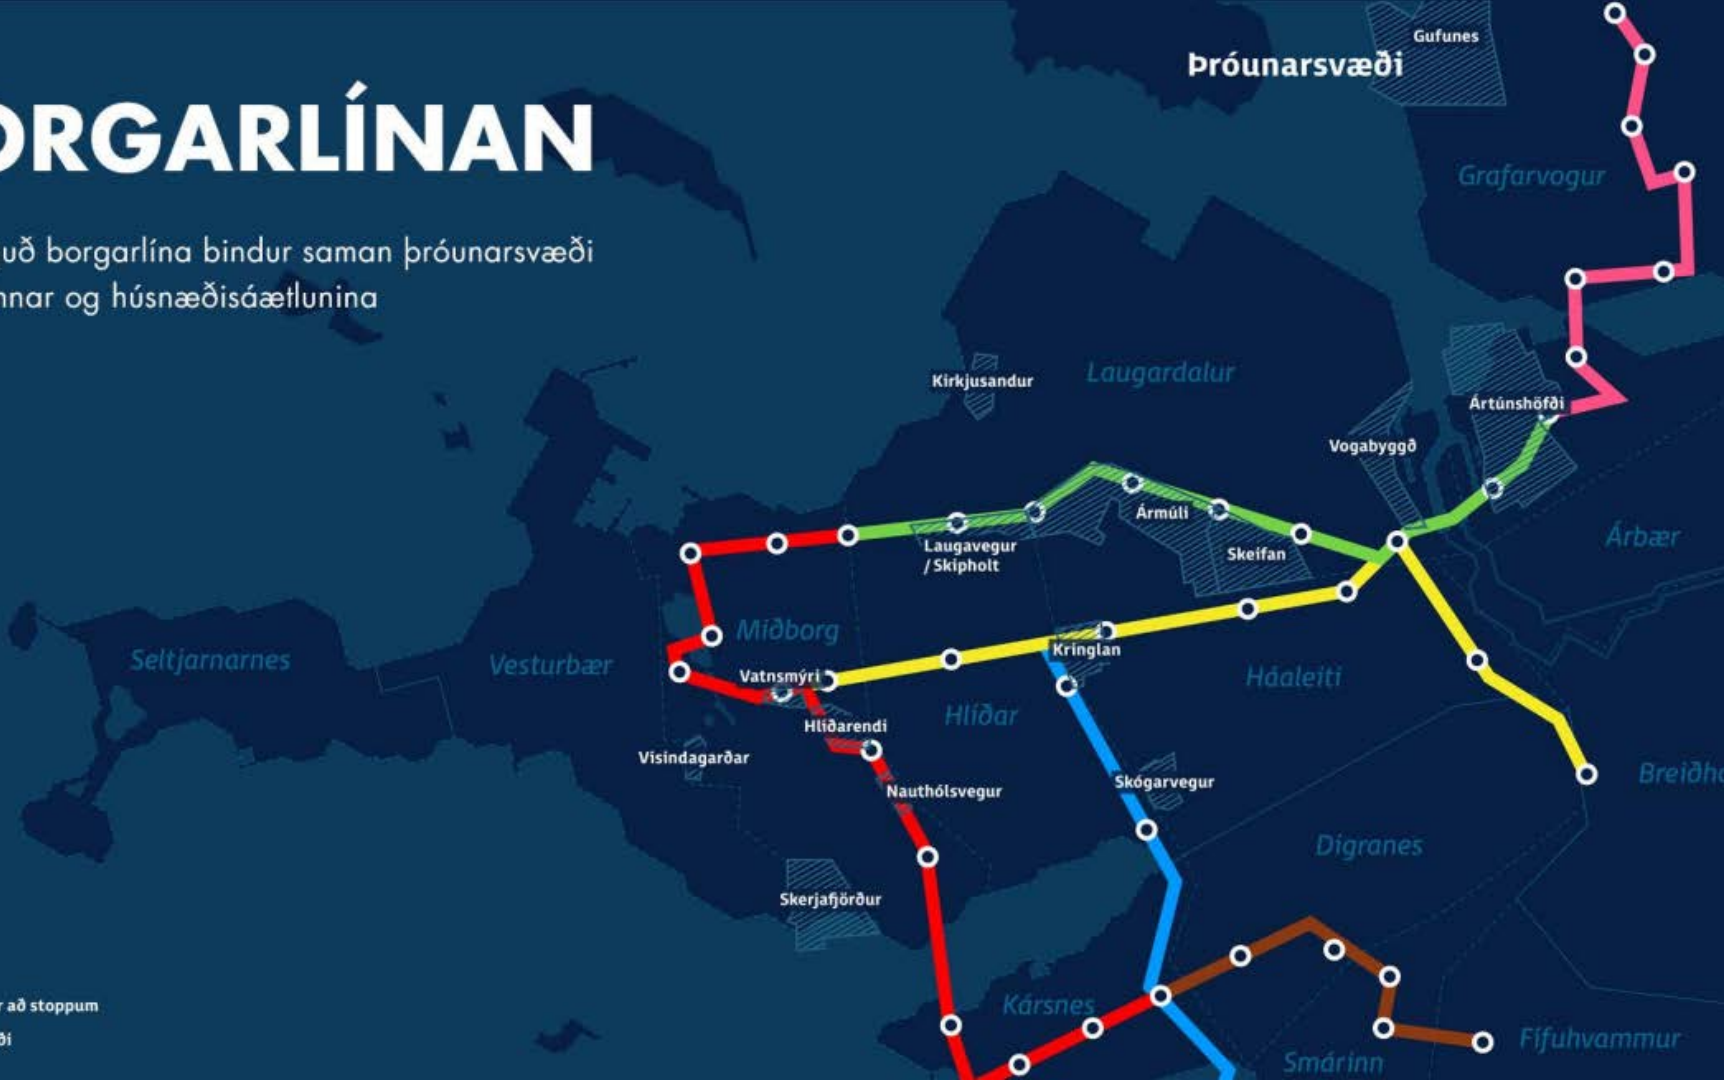 ORGARLÍNAN
uð borgarlína bindur saman þróunarsvæði
nnar og húsnæðisáætlunina
Þróunarsvæði
Gufunes
Grafarvogur
Kirkjusandur
Laugardalur
Ártúnshöfði
Vogabyggð
Ármúli
Skeifan
Laugavegur
/Skipholt
Árbær
Miðborg
Seltjarnarnes
Vesturbær
Vatnsmýri
Kringlan
Háaleiti
Hlíðar
Hlíðarendi
Vísindagarðar
Nauthólsvegur
Skógarvegur
Breiðho
Digranes
Skerjafjörður
Kársnes
Fífuhvammur
Smárinn
r að stoppum
ði